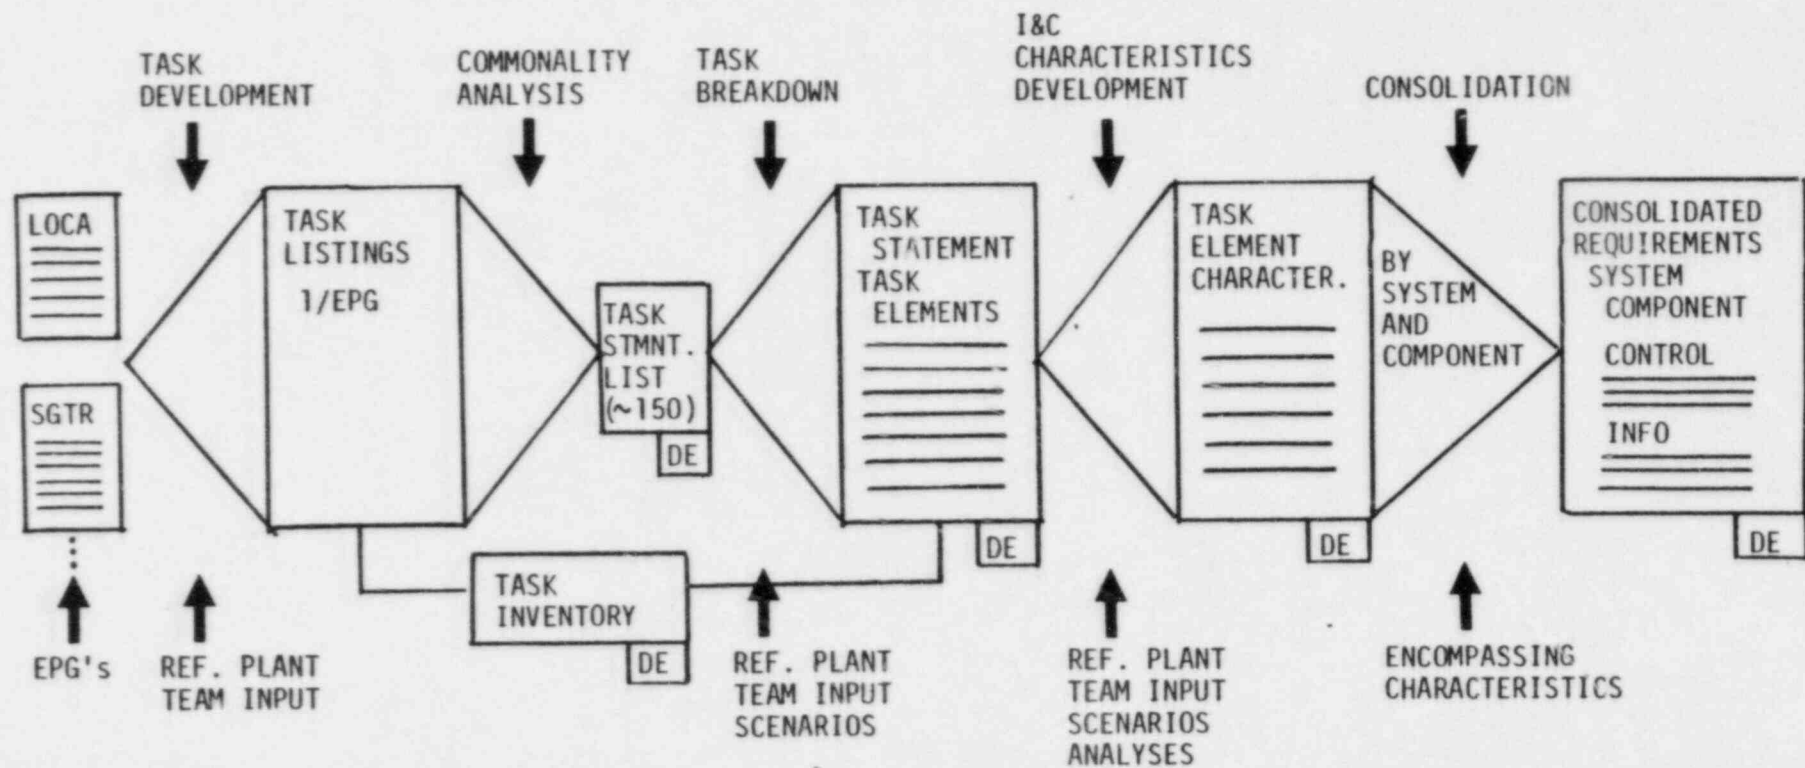 TASK
DEVELOPMENT
COMMONALITY
ANALYSIS
TASK
BREAKDOWN
I&C
CHARACTERISTICS
DEVELOPMENT
CONSOLIDATION
LOCA
SGTR
TASK
LISTINGS
1/EPG
TASK
STMNT.
LIST
(~150)
DE
TASK
STATEMENT
TASK
ELEMENTS
DE
TASK
ELEMENT
CHARACTER.
DE
BY
SYSTEM
AND
COMPONENT
CONSOLIDATED
REQUIREMENTS
SYSTEM
COMPONENT
CONTROL
INFO
DE
TASK
INVENTORY
DE
EPG's
REF. PLANT
TEAM INPUT
REF. PLANT
TEAM INPUT
SCENARIOS
REF. PLANT
TEAM INPUT
SCENARIOS
ANALYSES
ENCOMPASSING
CHARACTERISTICS